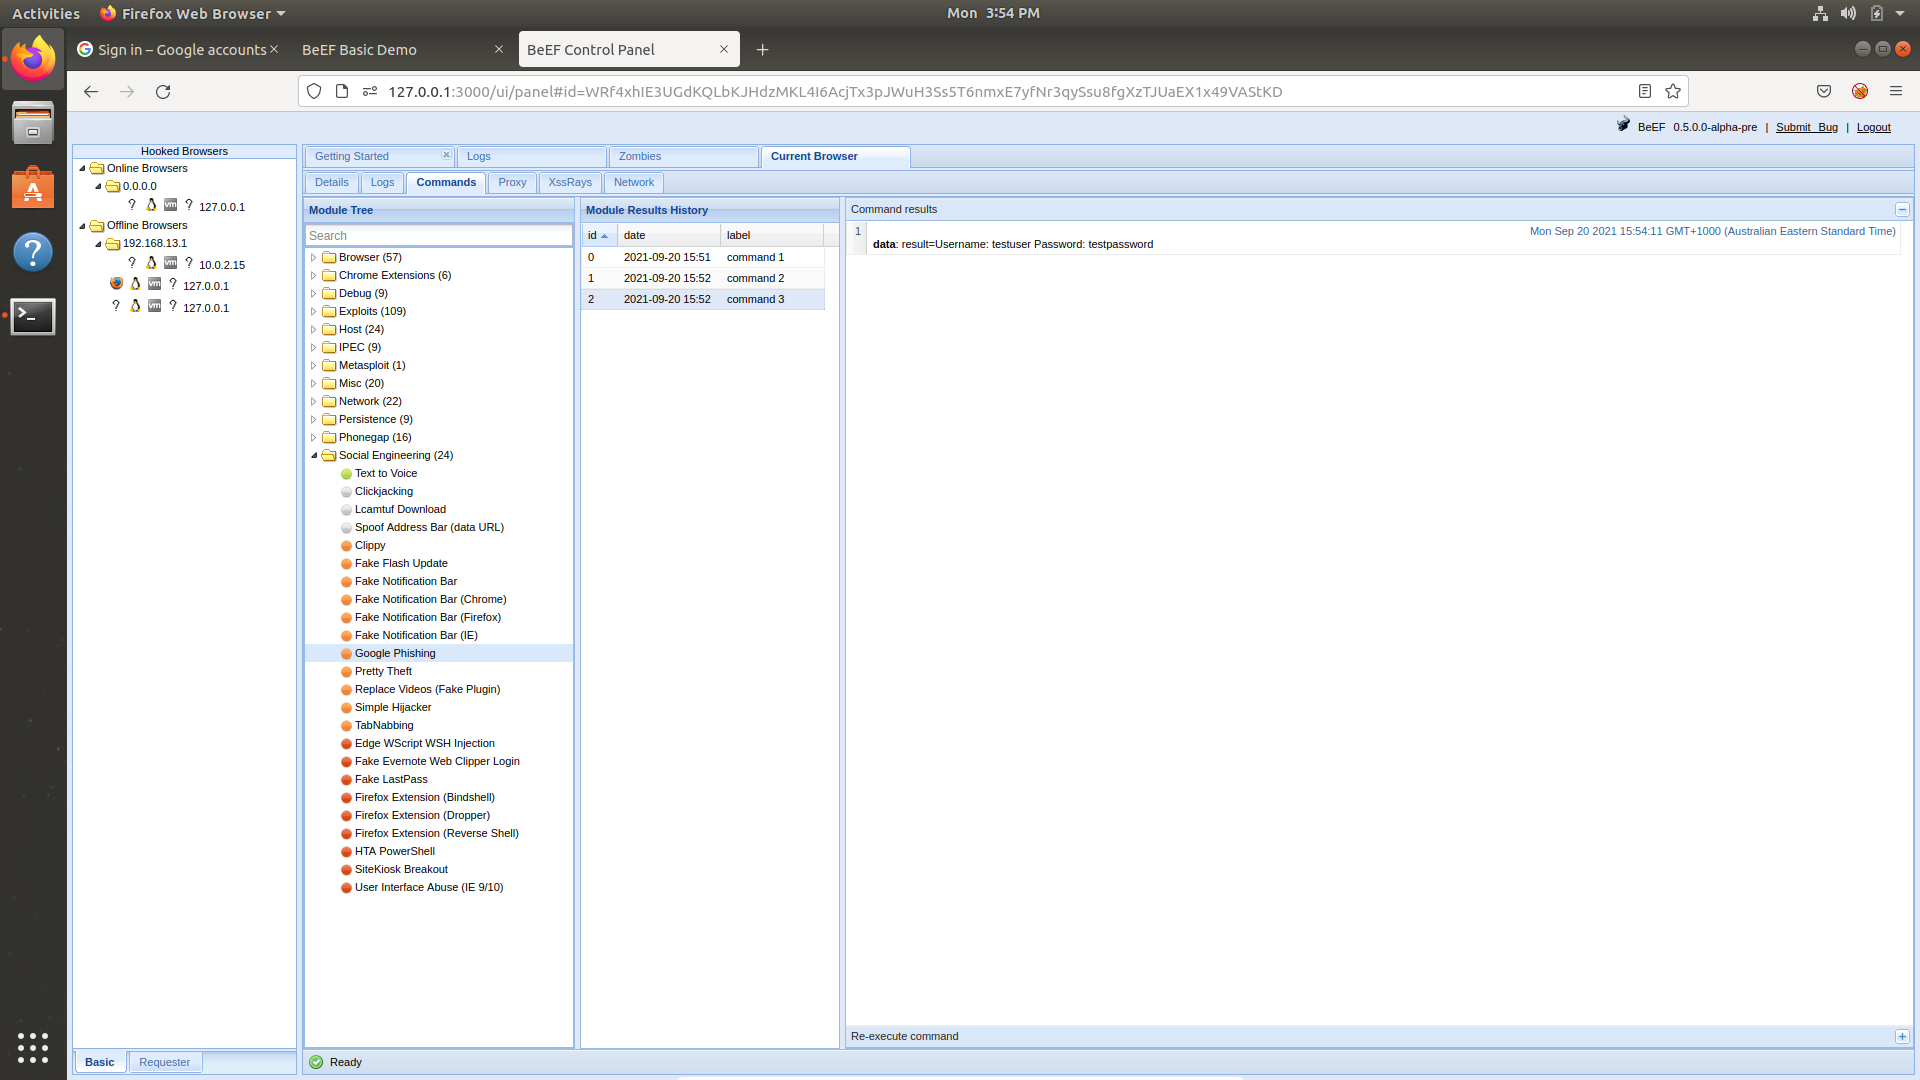 Activities Firefox Web Browser Mon 3:54 PM
Sign in – Google accounts BeEF Basic Demo BeEF Control Panel
127.0.0.1:3000/ui/panel#id=WRf4xhIE3UGdKQLbKJHdzMKL4I6AcjTx3pJWuH3Ss5T6nmxE7yfNr3qySsu8fgXzTJUaEX1x49VAStKD
BeEF 0.5.0.0-alpha-pre | Submit Bug | Logout
Hooked Browsers
Online Browsers
0.0.0.0
? vm ? 127.0.0.1
Offline Browsers
192.168.13.1
? vm ? 10.0.2.15
vm ? 127.0.0.1
? vm ? 127.0.0.1
Basic Requester
Getting Started Logs Zombies Current Browser
Details Logs Commands Proxy XssRays Network
Module Tree
Search
Browser (57)
Chrome Extensions (6)
Debug (9)
Exploits (109)
Host (24)
IPEC (9)
Metasploit (1)
Misc (20)
Network (22)
Persistence (9)
Phonegap (16)
Social Engineering (24)
Text to Voice
Clickjacking
Lcamtuf Download
Spoof Address Bar (data URL)
Clippy
Fake Flash Update
Fake Notification Bar
Fake Notification Bar (Chrome)
Fake Notification Bar (Firefox)
Fake Notification Bar (IE)
Google Phishing
Pretty Theft
Replace Videos (Fake Plugin)
Simple Hijacker
TabNabbing
Edge WScript WSH Injection
Fake Evernote Web Clipper Login
Fake LastPass
Firefox Extension (Bindshell)
Firefox Extension (Dropper)
Firefox Extension (Reverse Shell)
HTA PowerShell
SiteKiosk Breakout
User Interface Abuse (IE 9/10)
Module Results History
id date label
0 2021-09-20 15:51 command 1
1 2021-09-20 15:52 command 2
2 2021-09-20 15:52 command 3
Command results
1 Mon Sep 20 2021 15:54:11 GMT+1000 (Australian Eastern Standard Time)
data: result=Username: testuser Password: testpassword
Re-execute command
Ready